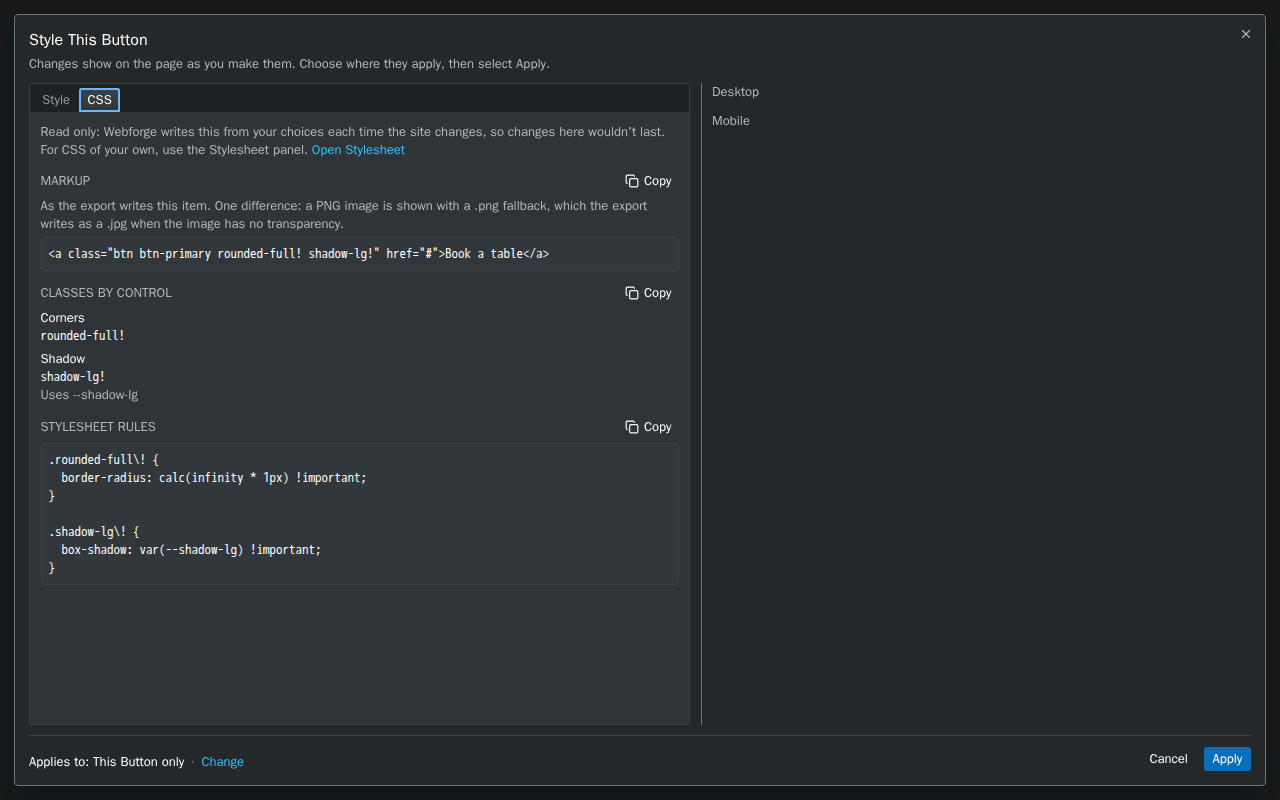 Style This Button
Changes show on the page as you make them. Choose where they apply, then select Apply.
Style
CSS
Read only: Webforge writes this from your choices each time the site changes, so changes here wouldn't last.
For CSS of your own, use the Stylesheet panel. Open Stylesheet
MARKUP
Copy
As the export writes this item. One difference: a PNG image is shown with a .png fallback, which the export
writes as a .jpg when the image has no transparency.
<a class="btn btn-primary rounded-full! shadow-lg!" href="#">Book a table</a>
CLASSES BY CONTROL
Copy
Corners
rounded-full!
Shadow
shadow-lg!
Uses --shadow-lg
STYLESHEET RULES
Copy
.rounded-full\! {
  border-radius: calc(infinity * 1px) !important;
}
.shadow-lg\! {
  box-shadow: var(--shadow-lg) !important;
}
Desktop
Mobile
Applies to: This Button only · Change
Cancel
Apply